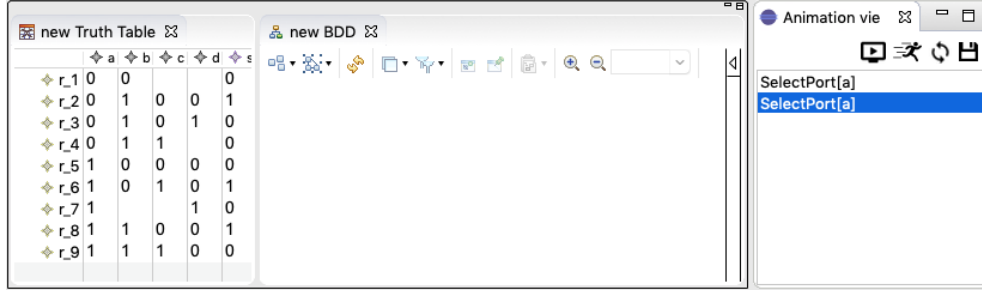 new Truth Table
a b c d s
r_1 0 0 0
r_2 0 1 0 0 1
r_3 0 1 0 1 0
r_4 0 1 1 0
r_5 1 0 0 0 0
r_6 1 0 1 0 1
r_7 1 1 0
r_8 1 1 0 0 1
r_9 1 1 1 0 0
new BDD
Animation vie
SelectPort[a]
SelectPort[a]